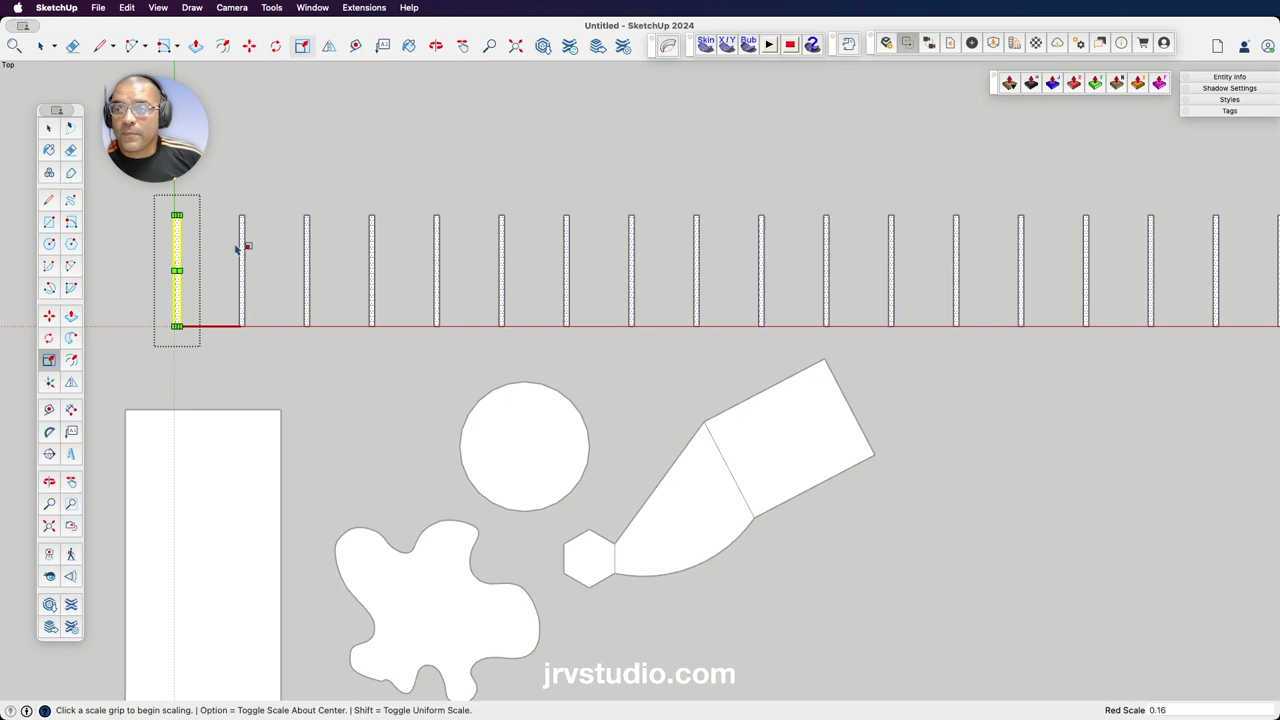 SketchUp File Edit View Draw Camera Tools Window Extensions Help
Untitled - SketchUp 2024
Skin X/Y Bub
Top
Entity Info
Shadow Settings
Styles
Tags
jrvstudio.com
Click a scale grip to begin scaling. | Option = Toggle Scale About Center. | Shift = Toggle Uniform Scale.
Red Scale 0.16